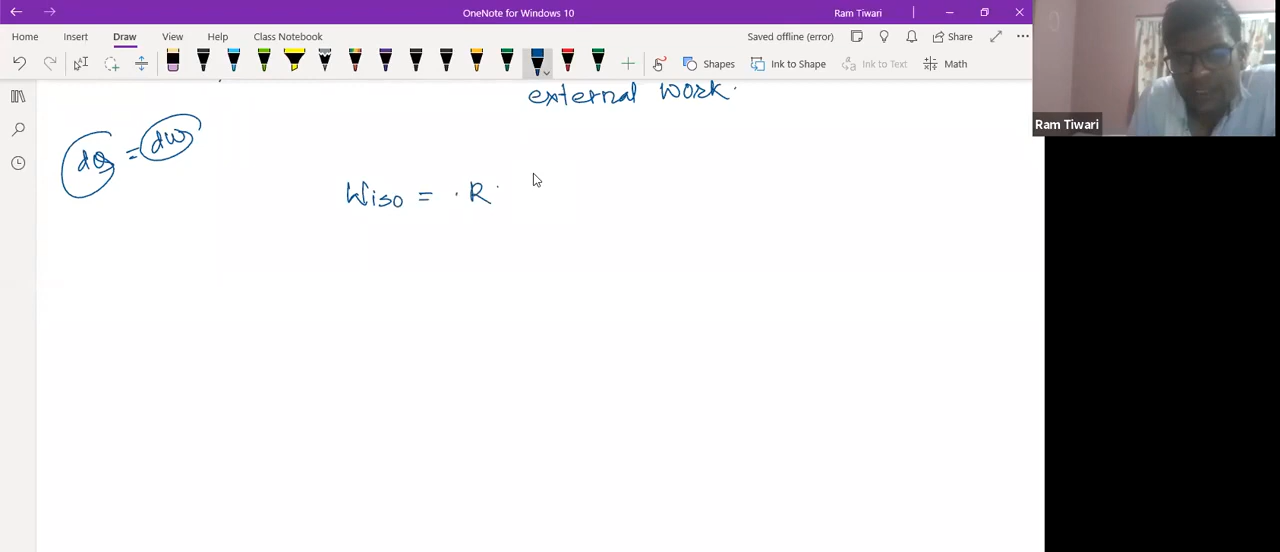 OneNote for Windows 10
Ram Tiwari
Home Insert Draw View Help Class Notebook
Saved offline (error)
Share
Shapes
Ink to Shape
Ink to Text
Math
Ram Tiwari
external work.
dQ = dW
Wiso = . R .